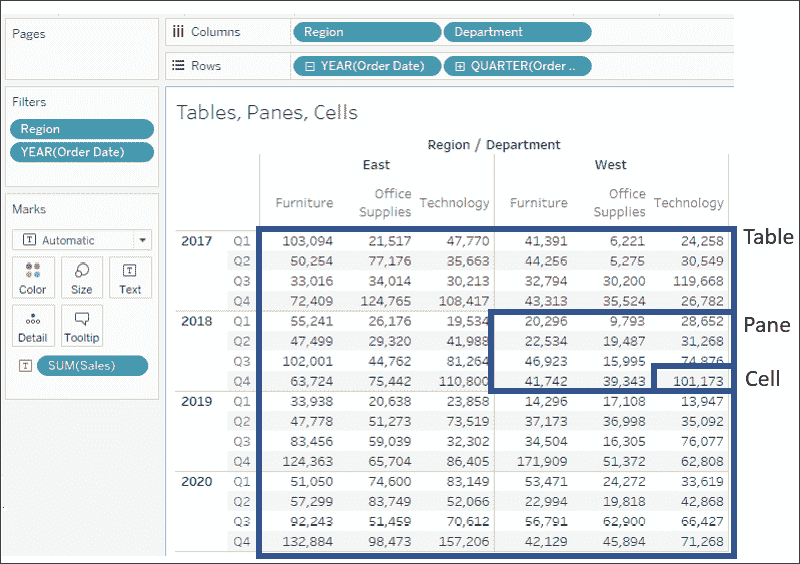 Pages
Columns
Region
Department
Rows
YEAR(Order Date)
QUARTER(Order ..
Filters
Region
YEAR(Order Date)
Marks
Automatic
Color
Size
Text
Detail
Tooltip
SUM(Sales)
Tables, Panes, Cells
Region / Department
East West
Furniture Office Supplies Technology Furniture Office Supplies Technology
2017 Q1 103,094 21,517 47,770 41,391 6,221 24,258
Q2 50,254 77,176 35,663 44,256 5,275 30,549
Q3 33,016 34,014 30,213 32,794 30,200 119,668
Q4 72,409 124,765 108,417 43,313 35,524 26,782
2018 Q1 55,241 26,176 19,534 20,296 9,793 28,652
Q2 47,499 29,320 41,988 22,534 19,487 31,268
Q3 102,001 44,762 81,264 46,923 15,995 74,876
Q4 63,724 75,442 110,800 41,742 39,343 101,173
2019 Q1 33,938 20,638 23,858 14,296 17,108 13,947
Q2 47,778 51,273 73,519 37,173 36,998 35,092
Q3 83,456 59,039 32,302 34,504 16,305 76,077
Q4 124,363 65,704 86,405 171,909 51,372 62,808
2020 Q1 51,050 74,600 83,149 53,471 24,272 33,619
Q2 57,299 83,749 52,066 22,994 19,818 42,868
Q3 92,243 51,459 70,612 56,791 62,900 66,427
Q4 132,884 98,473 157,206 42,129 45,894 71,268
Table
Pane
Cell